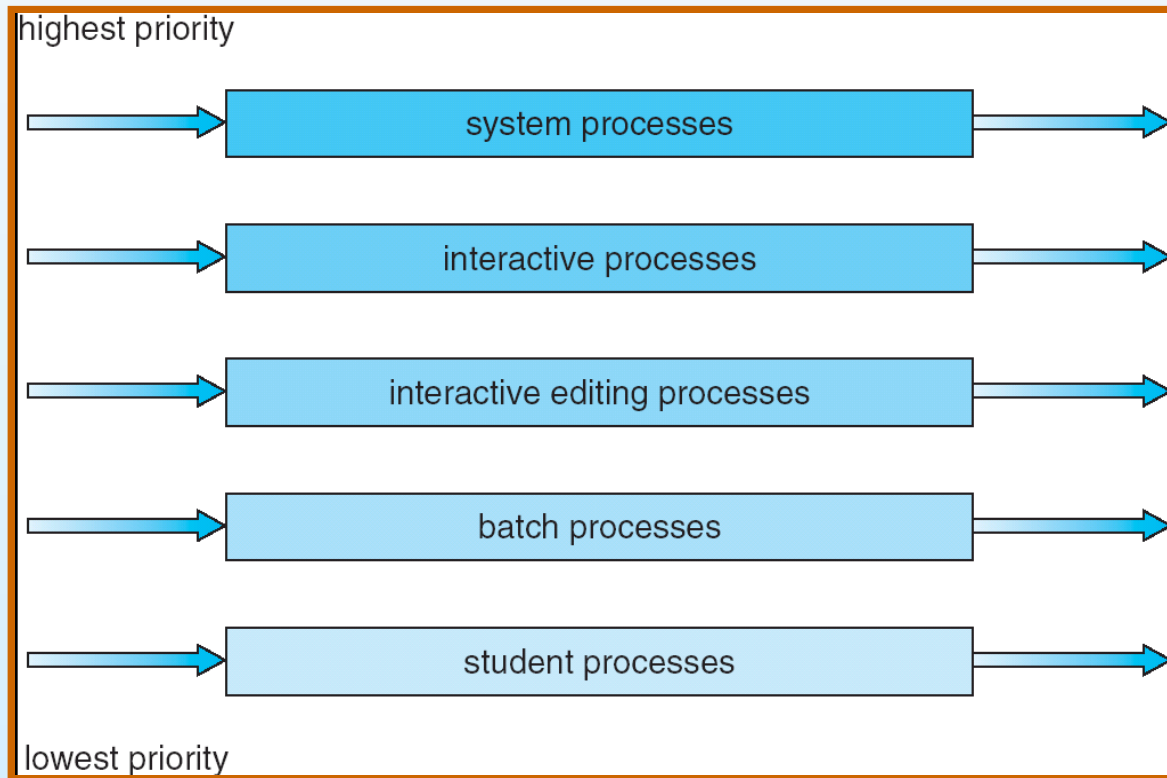 highest priority
system processes
interactive processes
interactive editing processes
batch processes
student processes
lowest priority